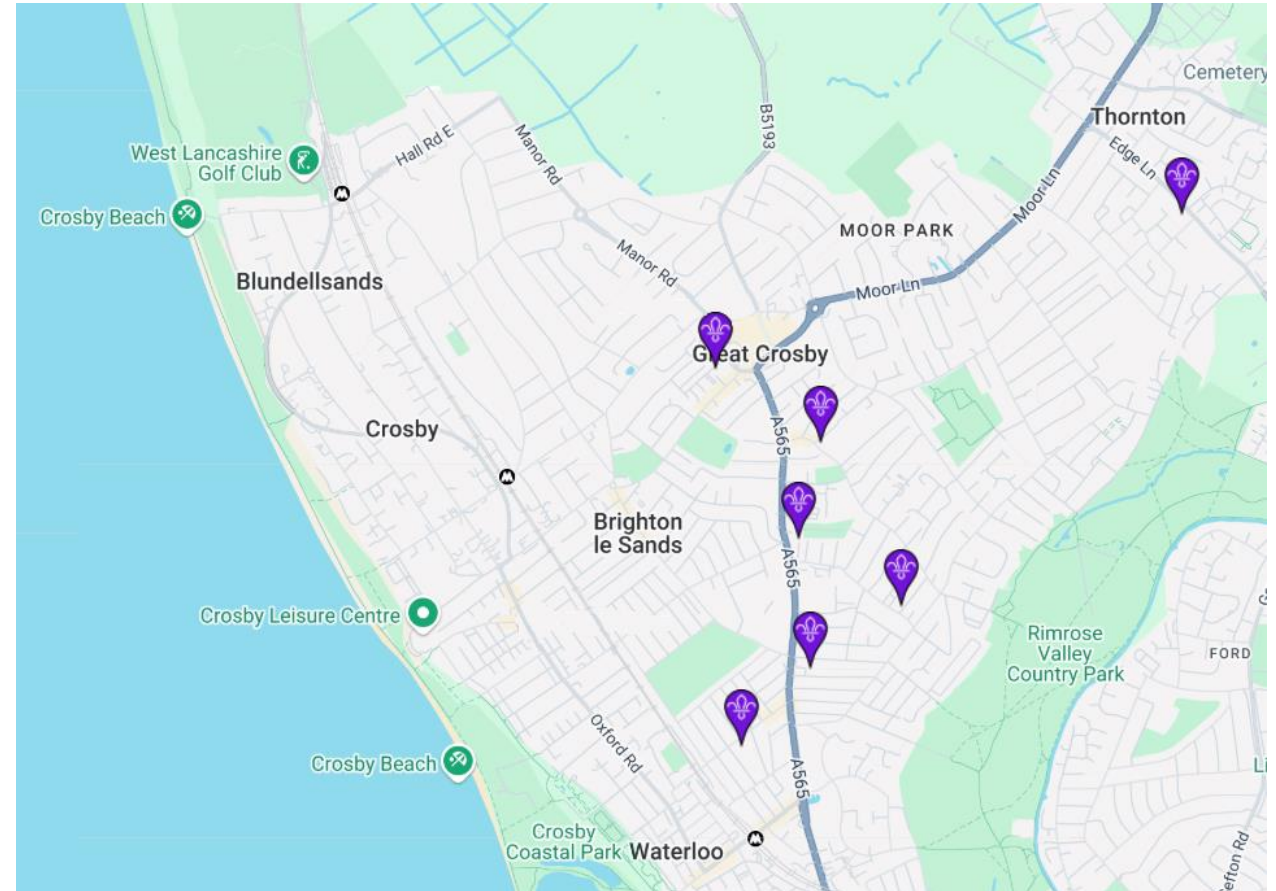 Cemetery
Thornton
Edge Ln
B5193
West Lancashire
Golf Club
Hall Rd E
Manor Rd
Crosby Beach
Moor Ln
MOOR PARK
Manor Rd
Blundellsands
Moor Ln
Great Crosby
A565
Crosby
Brighton
le Sands
A565
Crosby Leisure Centre
Rimrose
Valley
Country Park
FORD
Oxford Rd
Crosby Beach
A565
Crosby
Coastal Park
Waterloo